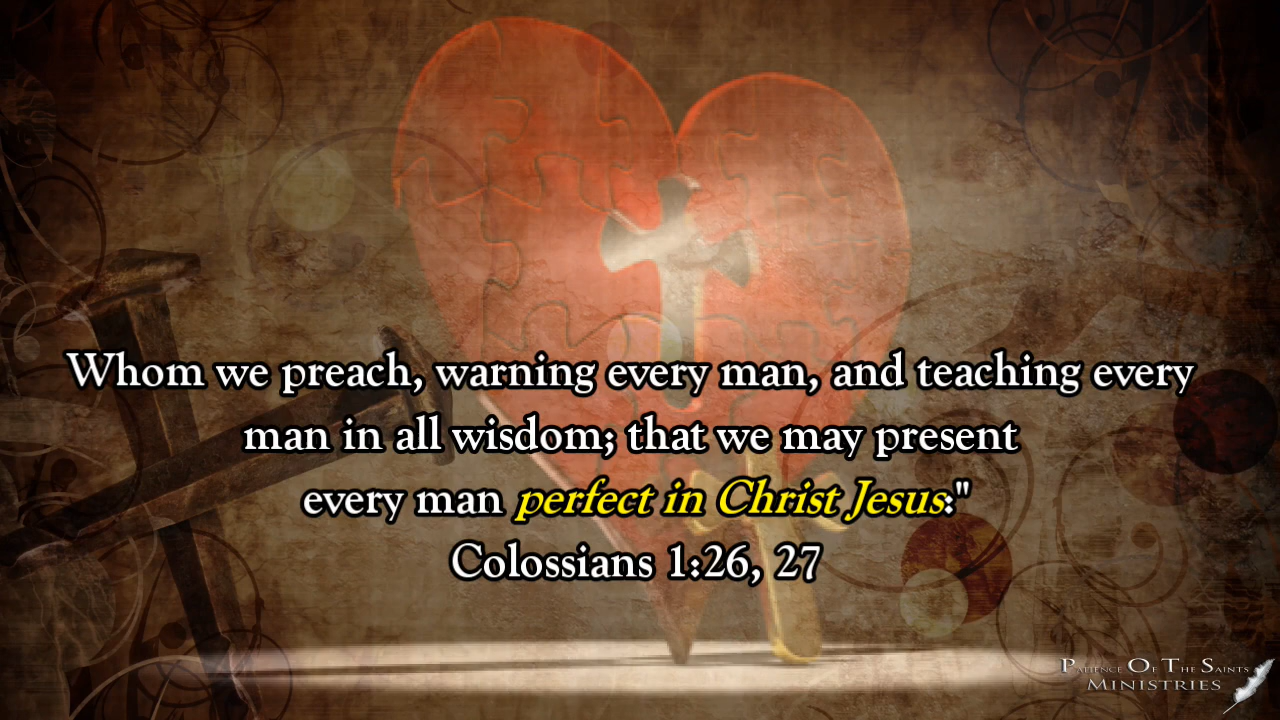 Whom we preach, warning every man, and teaching every
man in all wisdom; that we may present
every man perfect in Christ Jesus:"
Colossians 1:26, 27
Patience Of The Saints
Ministries